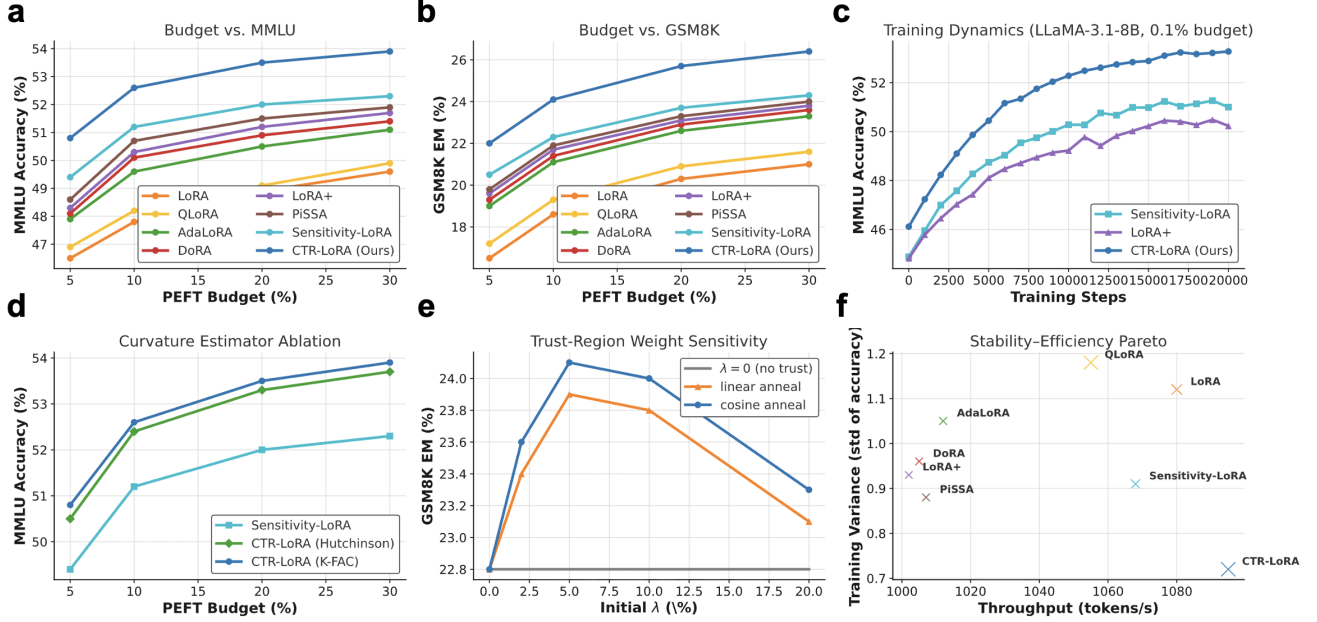 a
Budget vs. MMLU
MMLU Accuracy (%)
54
53
52
51
50
49
48
47
5
10
15
20
25
30
PEFT Budget (%)
LoRA
QLoRA
AdaLoRA
DoRA
LoRA+
PiSSA
Sensitivity-LoRA
CTR-LoRA (Ours)
b
Budget vs. GSM8K
GSM8K EM (%)
26
24
22
20
18
5
10
15
20
25
30
PEFT Budget (%)
LoRA
QLoRA
AdaLoRA
DoRA
LoRA+
PiSSA
Sensitivity-LoRA
CTR-LoRA (Ours)
c
Training Dynamics (LLaMA-3.1-8B, 0.1% budget)
MMLU Accuracy (%)
52
50
48
46
0
2500
5000
7500
10000
12500
15000
17500
20000
Training Steps
Sensitivity-LoRA
LoRA+
CTR-LoRA (Ours)
d
Curvature Estimator Ablation
MMLU Accuracy (%)
54
53
52
51
50
5
10
15
20
25
30
PEFT Budget (%)
Sensitivity-LoRA
CTR-LoRA (Hutchinson)
CTR-LoRA (K-FAC)
e
Trust-Region Weight Sensitivity
GSM8K EM (%)
24.0
23.8
23.6
23.4
23.2
23.0
22.8
0.0
2.5
5.0
7.5
10.0
12.5
15.0
17.5
20.0
Initial λ (\%)
λ = 0 (no trust)
linear anneal
cosine anneal
f
Stability–Efficiency Pareto
Training Variance (std of accuracy)
1.2
1.1
1.0
0.9
0.8
0.7
1000
1020
1040
1060
1080
Throughput (tokens/s)
QLoRA
LoRA
AdaLoRA
DoRA
LoRA+
PiSSA
Sensitivity-LoRA
CTR-LoRA